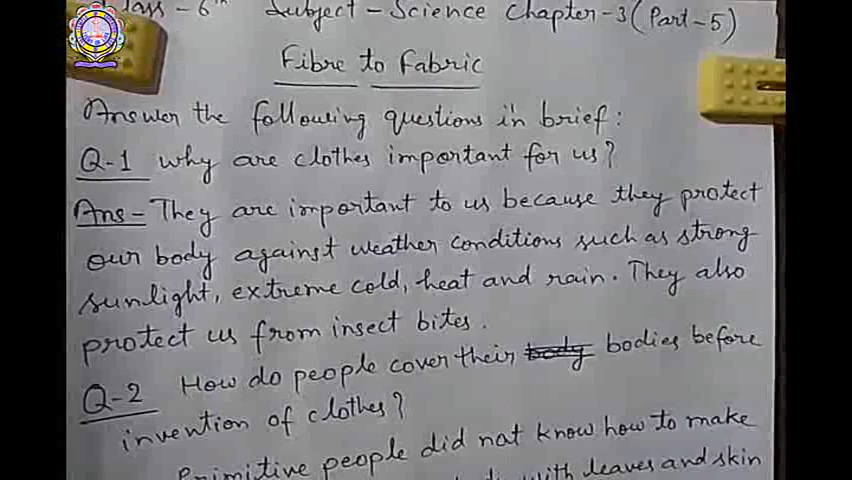 Class - 6th Subject - Science Chapter - 3 (Part - 5)
Fibre to Fabric
Answer the following questions in brief:
Q-1 Why are clothes important for us?
Ans- They are important to us because they protect
our body against weather conditions such as strong
sunlight, extreme cold, heat and rain. They also
protect us from insect bites.
Q-2 How do people cover their body bodies before
invention of clothes?
Primitive people did not know how to make
with leaves and skin